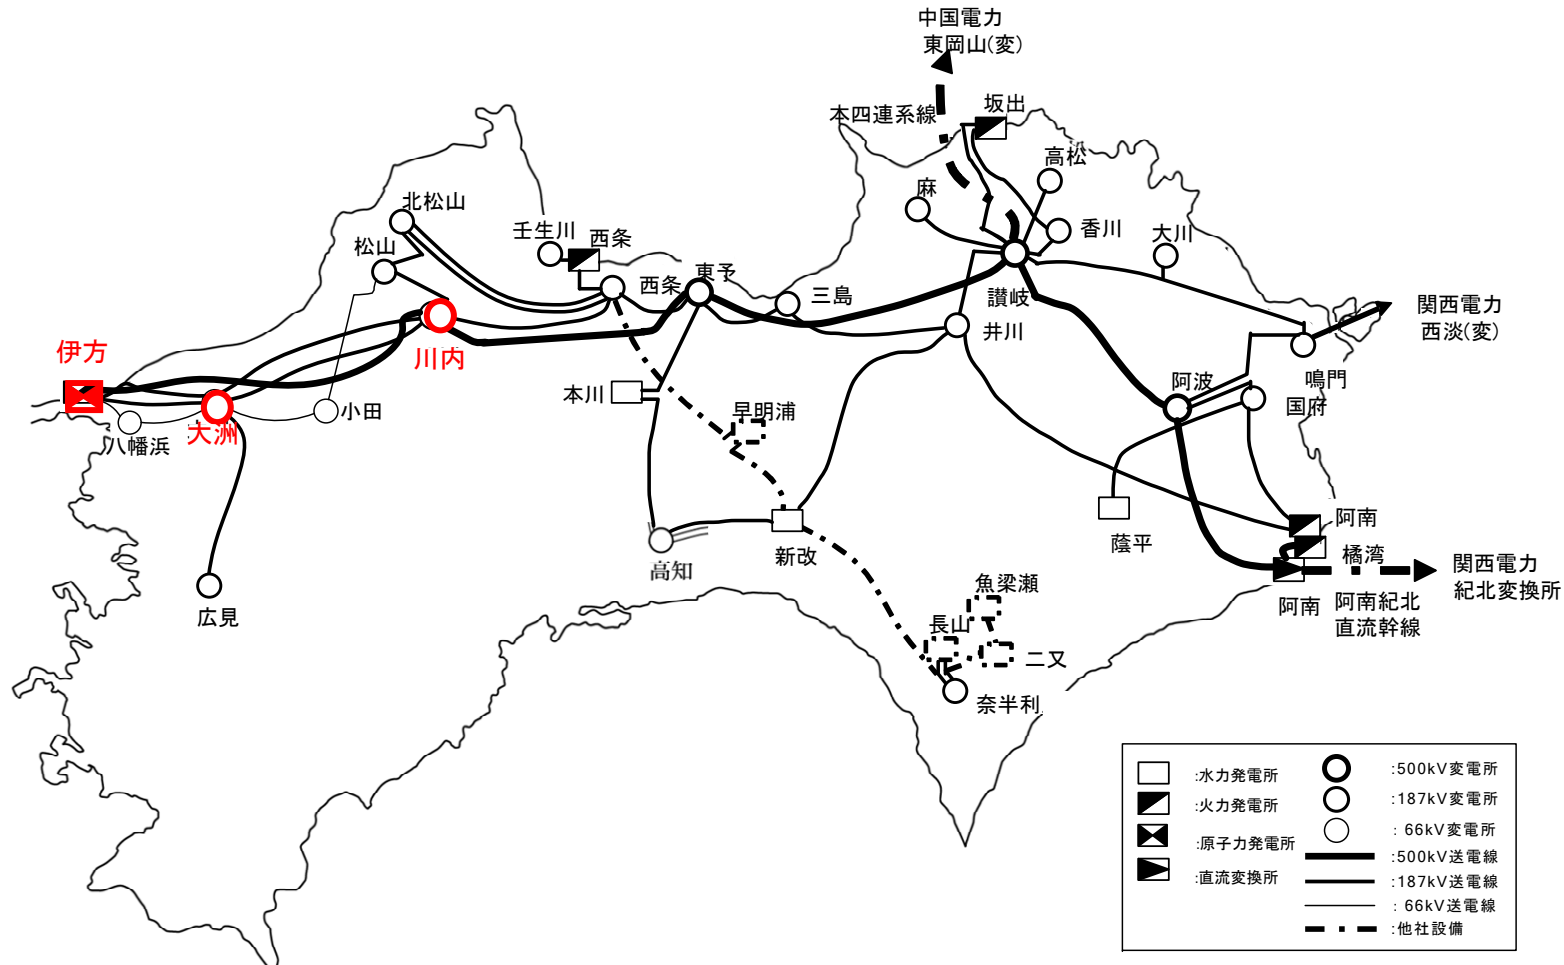 中国電力
東岡山(変)
本四連系線
坂出
高松
麻
香川
大川
北松山
松山
壬生川
西条
西条
東予
三島
讃岐
井川
関西電力
西淡(変)
鳴門
国府
阿波
伊方
川内
大洲
八幡浜
小田
本川
早明浦
広見
高知
新改
蔭平
阿南
橘湾
阿南
阿南紀北
直流幹線
関西電力
紀北変換所
魚梁瀬
長山
二又
奈半利
:水力発電所
:火力発電所
:原子力発電所
:直流変換所
:500kV変電所
:187kV変電所
: 66kV変電所
:500kV送電線
:187kV送電線
: 66kV送電線
:他社設備